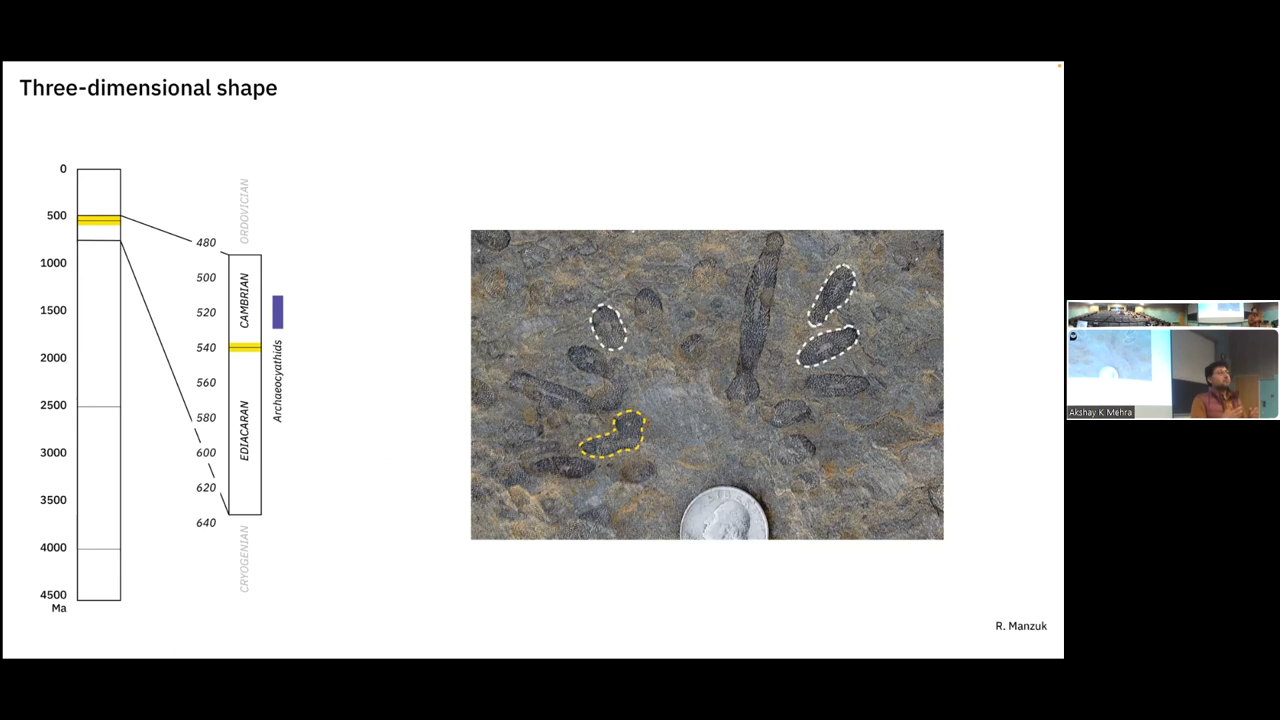 Three-dimensional shape
0
500
1000
1500
2000
2500
3000
3500
4000
4500
Ma
480
500
520
540
560
580
600
620
640
ORDOVICIAN
CAMBRIAN
EDIACARAN
CRYOGENIAN
Archaeocyathids
R. Manzuk
Akshay K Mehra